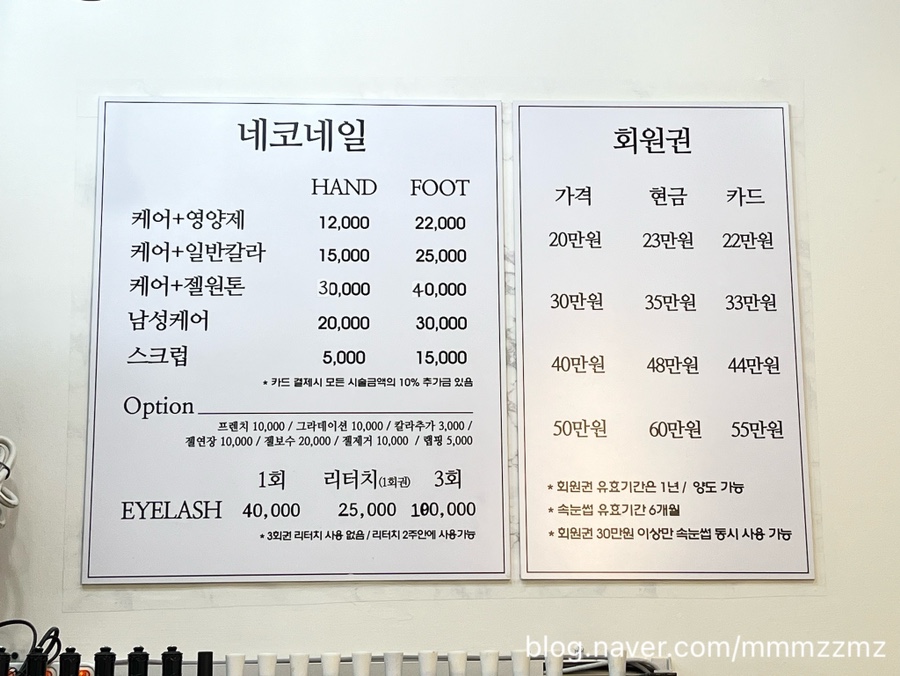 네코네일
HAND FOOT
케어+영양제 12,000 22,000
케어+일반칼라 15,000 25,000
케어+젤원톤 30,000 40,000
남성케어 20,000 30,000
스크럽 5,000 15,000
* 카드 결제시 모든 시술금액의 10% 추가금 있음
Option
프렌치 10,000 / 그라데이션 10,000 / 칼라추가 3,000 /
젤연장 10,000 / 젤보수 20,000 / 젤제거 10,000 / 랩핑 5,000
1회 리터치(1회권) 3회
EYELASH 40,000 25,000 100,000
* 3회권 리터치 사용 없음 / 리터치 2주안에 사용가능
회원권
가격 현금 카드
20만원 23만원 22만원
30만원 35만원 33만원
40만원 48만원 44만원
50만원 60만원 55만원
* 회원권 유효기간은 1년 / 양도 가능
* 속눈썹 유효기간 6개월
* 회원권 30만원 이상만 속눈썹 동시 사용 가능
blog.naver.com/mmmzzmz